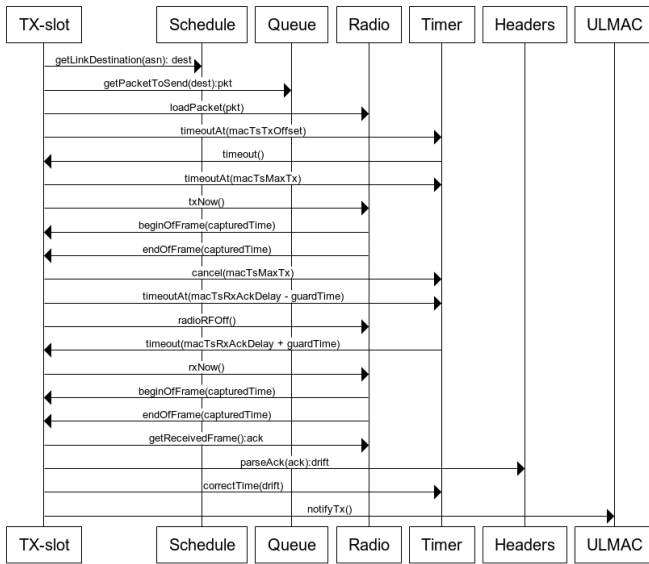 TX-slot Schedule Queue Radio Timer Headers ULMAC
getLinkDestination(asn): dest
getPacketToSend(dest):pkt
loadPacket(pkt)
timeoutAt(macTsTxOffset)
timeout()
timeoutAt(macTsMaxTx)
txNow()
beginOfFrame(capturedTime)
endOfFrame(capturedTime)
cancel(macTsMaxTx)
timeoutAt(macTsRxAckDelay - guardTime)
radioRFOff()
timeout(macTsRxAckDelay + guardTime)
rxNow()
beginOfFrame(capturedTime)
endOfFrame(capturedTime)
getReceivedFrame():ack
parseAck(ack):drift
correctTime(drift)
notifyTx()
TX-slot Schedule Queue Radio Timer Headers ULMAC